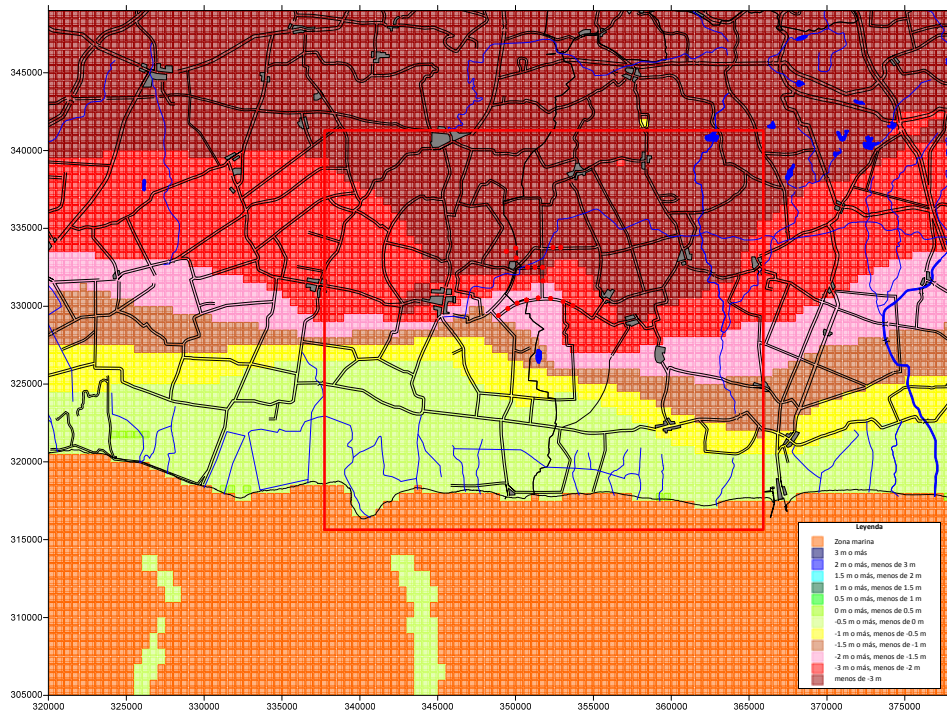 345000
340000
335000
330000
325000
320000
315000
310000
305000
320000 325000 330000 335000 340000 345000 350000 355000 360000 365000 370000 375000
Leyenda
Zona marina
3 m o más
2 m o más, menos de 3 m
1.5 m o más, menos de 2 m
1 m o más, menos de 1.5 m
0.5 m o más, menos de 1 m
0 m o más, menos de 0.5 m
-0.5 m o más, menos de 0 m
-1 m o más, menos de -0.5 m
-1.5 m o más, menos de -1 m
-2 m o más, menos de -1.5 m
-3 m o más, menos de -2 m
menos de -3 m